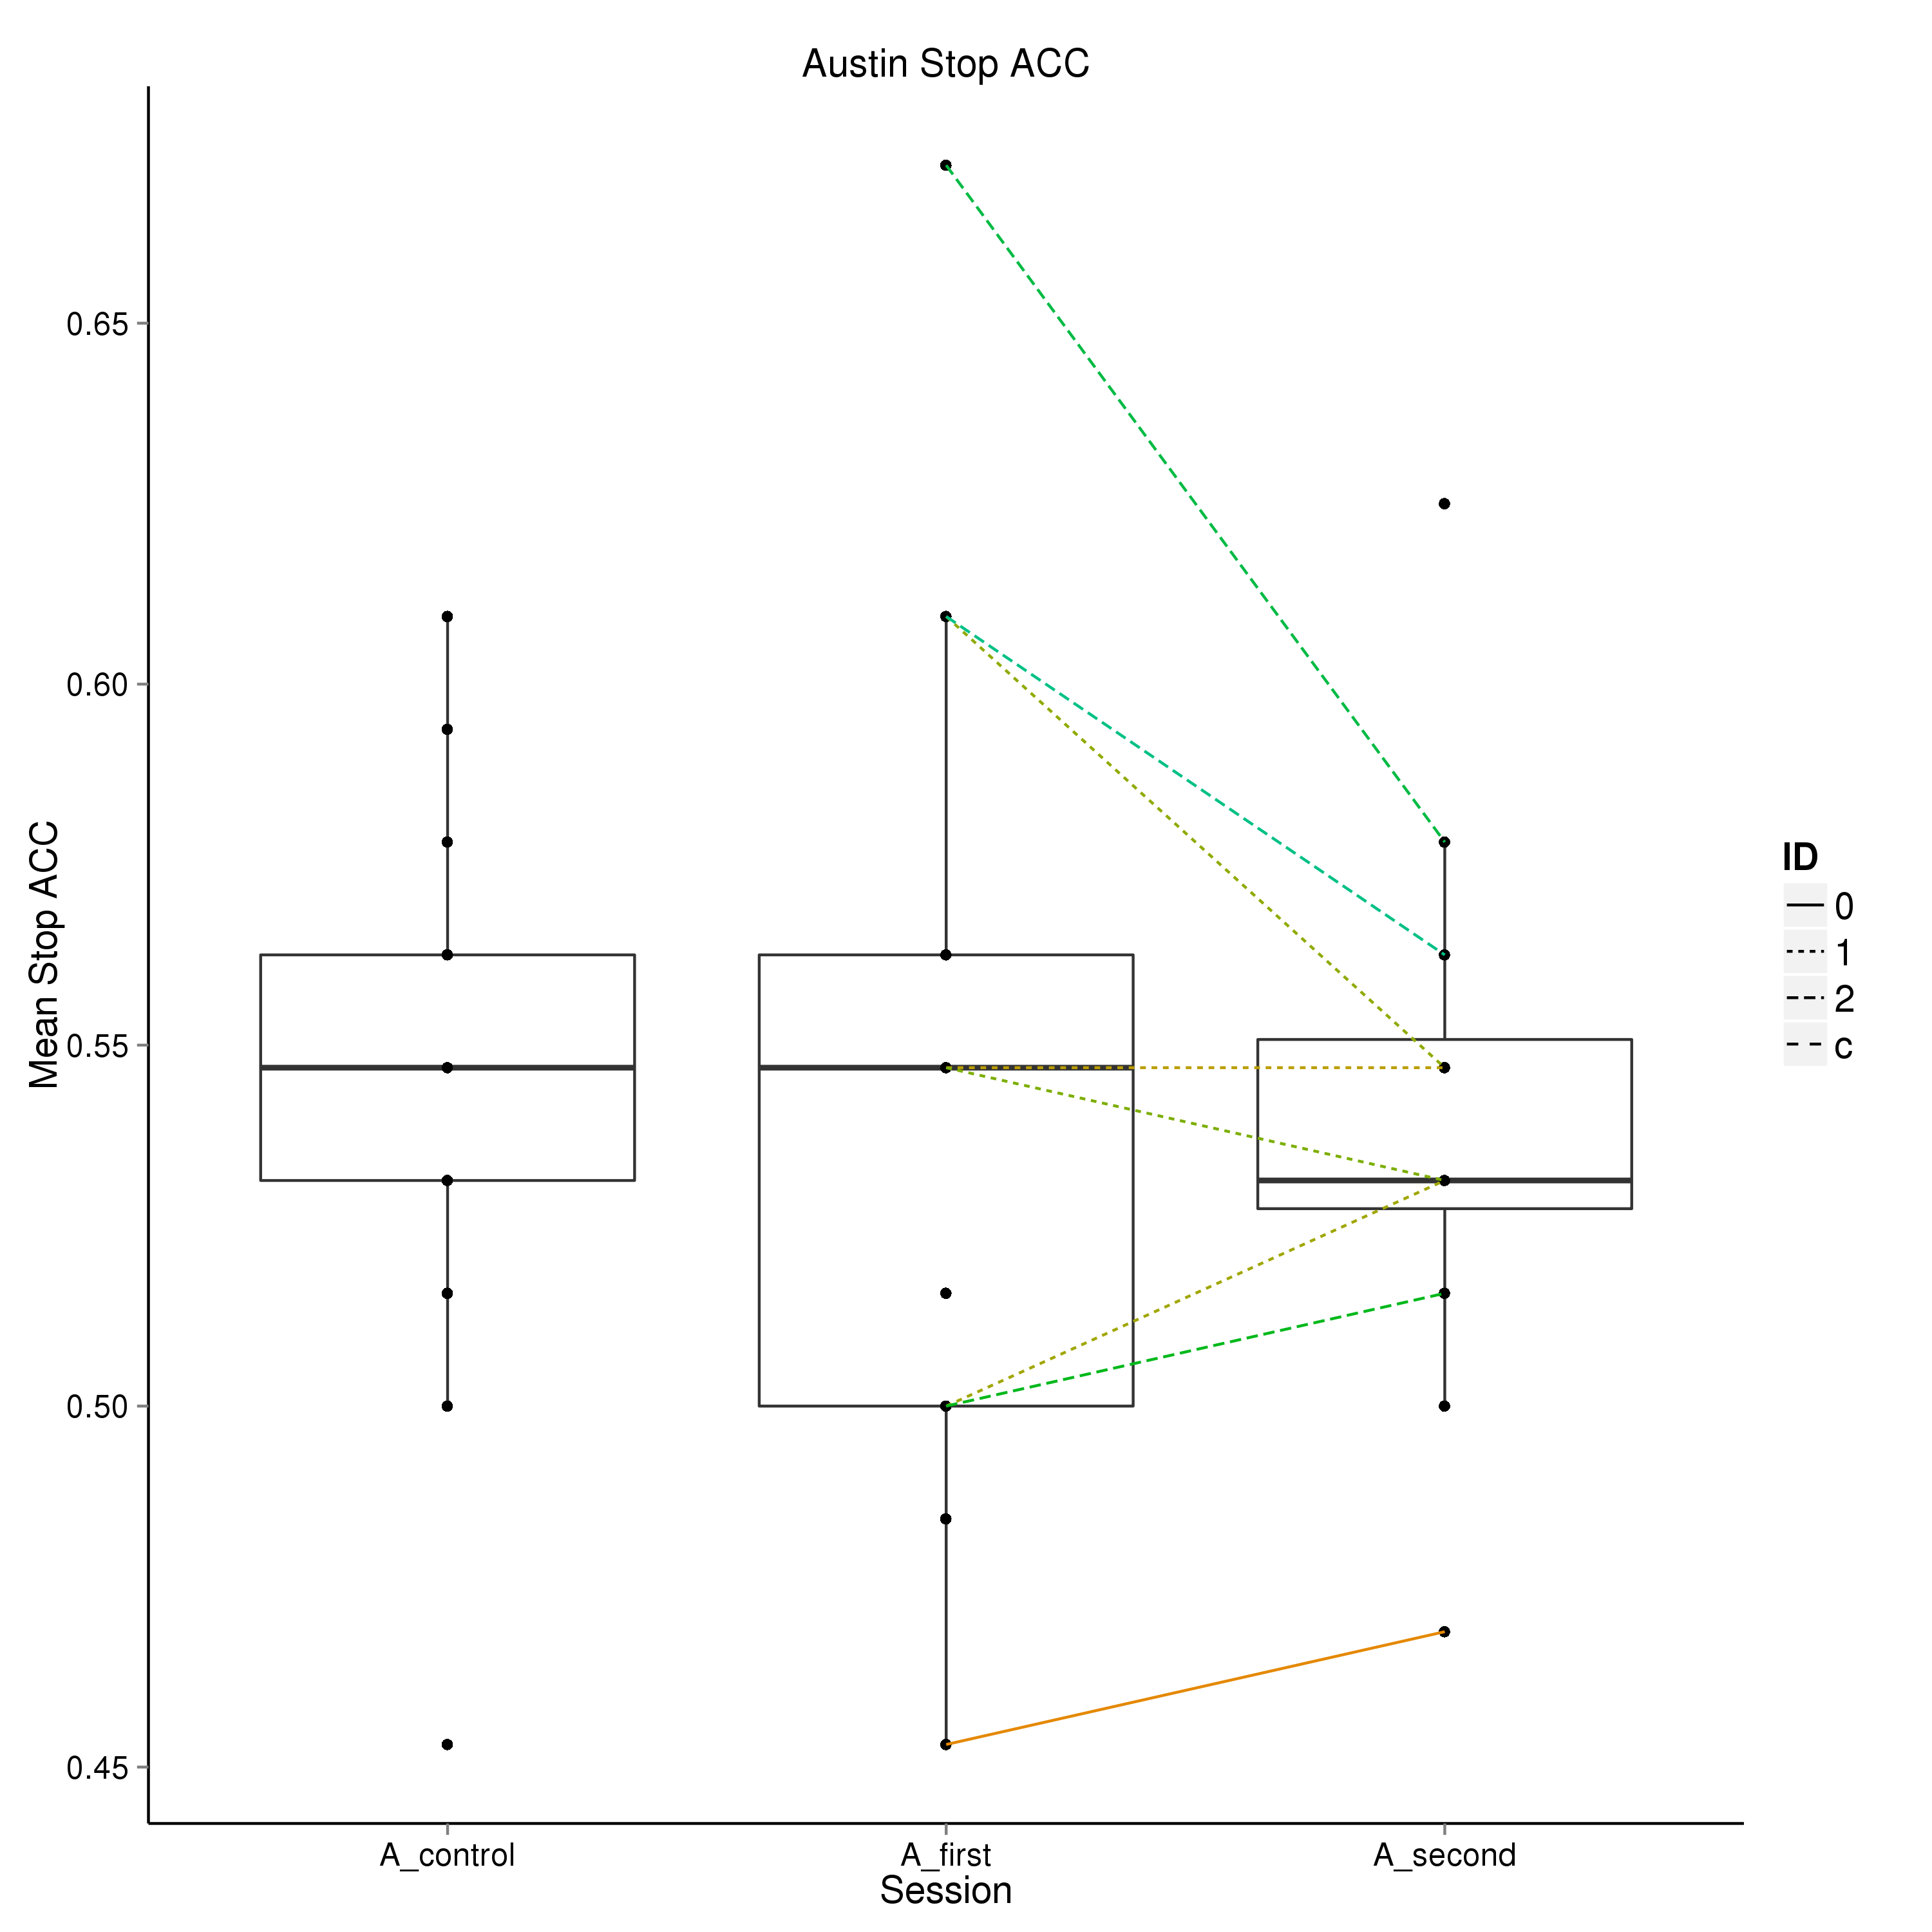 Austin Stop ACC
Mean Stop ACC
0.65
0.60
0.55
0.50
0.45
A_control
A_first
A_second
Session
ID
0
1
2
c